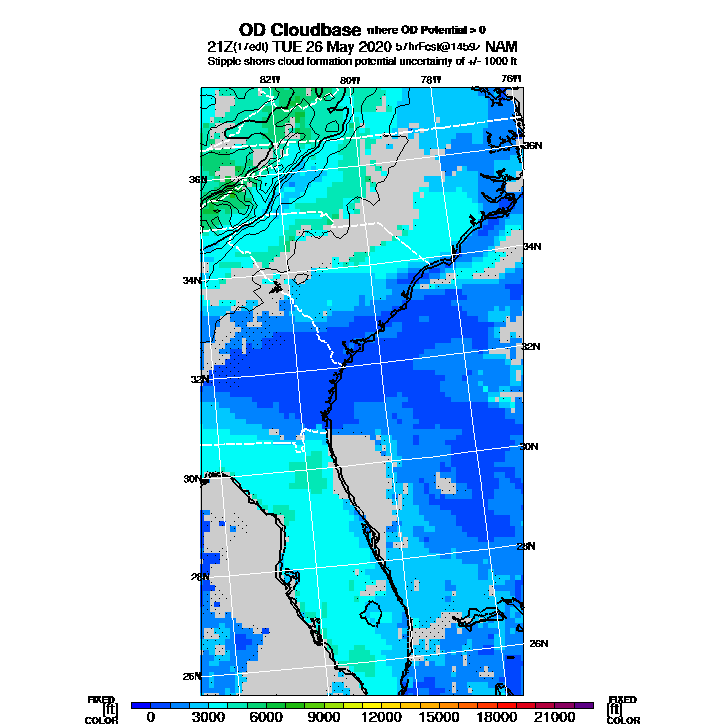 OD Cloudbase where OD Potential > 0
21Z(17edt) TUE 26 May 2020 57hrFcst@1459z NAM
Stipple shows cloud formation potential uncertainty of +/- 1000 ft
82W 80W 78W 76W
36N
36N
34N
34N
32N
32N
30N
30N
28N
28N
26N
26N
FIXED FIXED
[ft] [ft]
COLOR COLOR
0 3000 6000 9000 12000 15000 18000 21000